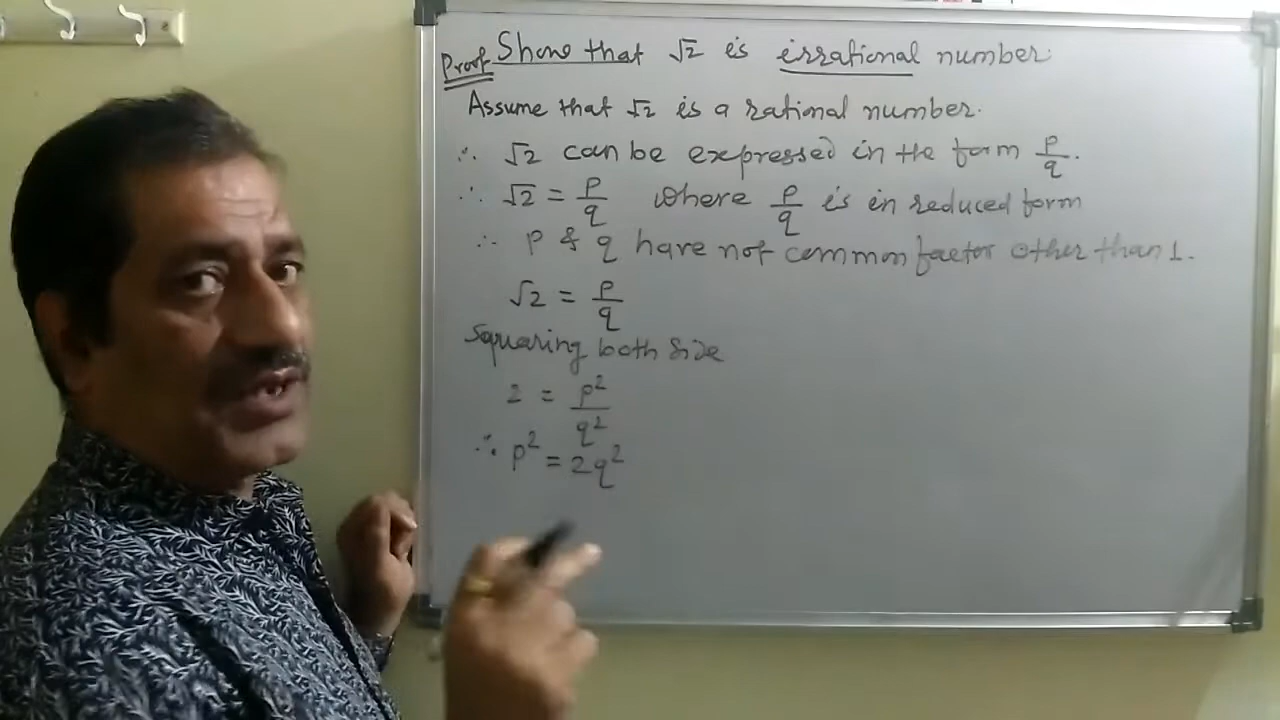 Proof Show that √2 is irrational number.
Assume that √2 is a rational number.
∴ √2 can be expressed in the form p/q.
∴ √2 = p/q where p/q is in reduced form
∴ p & q have not common factor other than 1.
√2 = p/q
Squaring both size
2 = p²/q²
∴ p² = 2q²